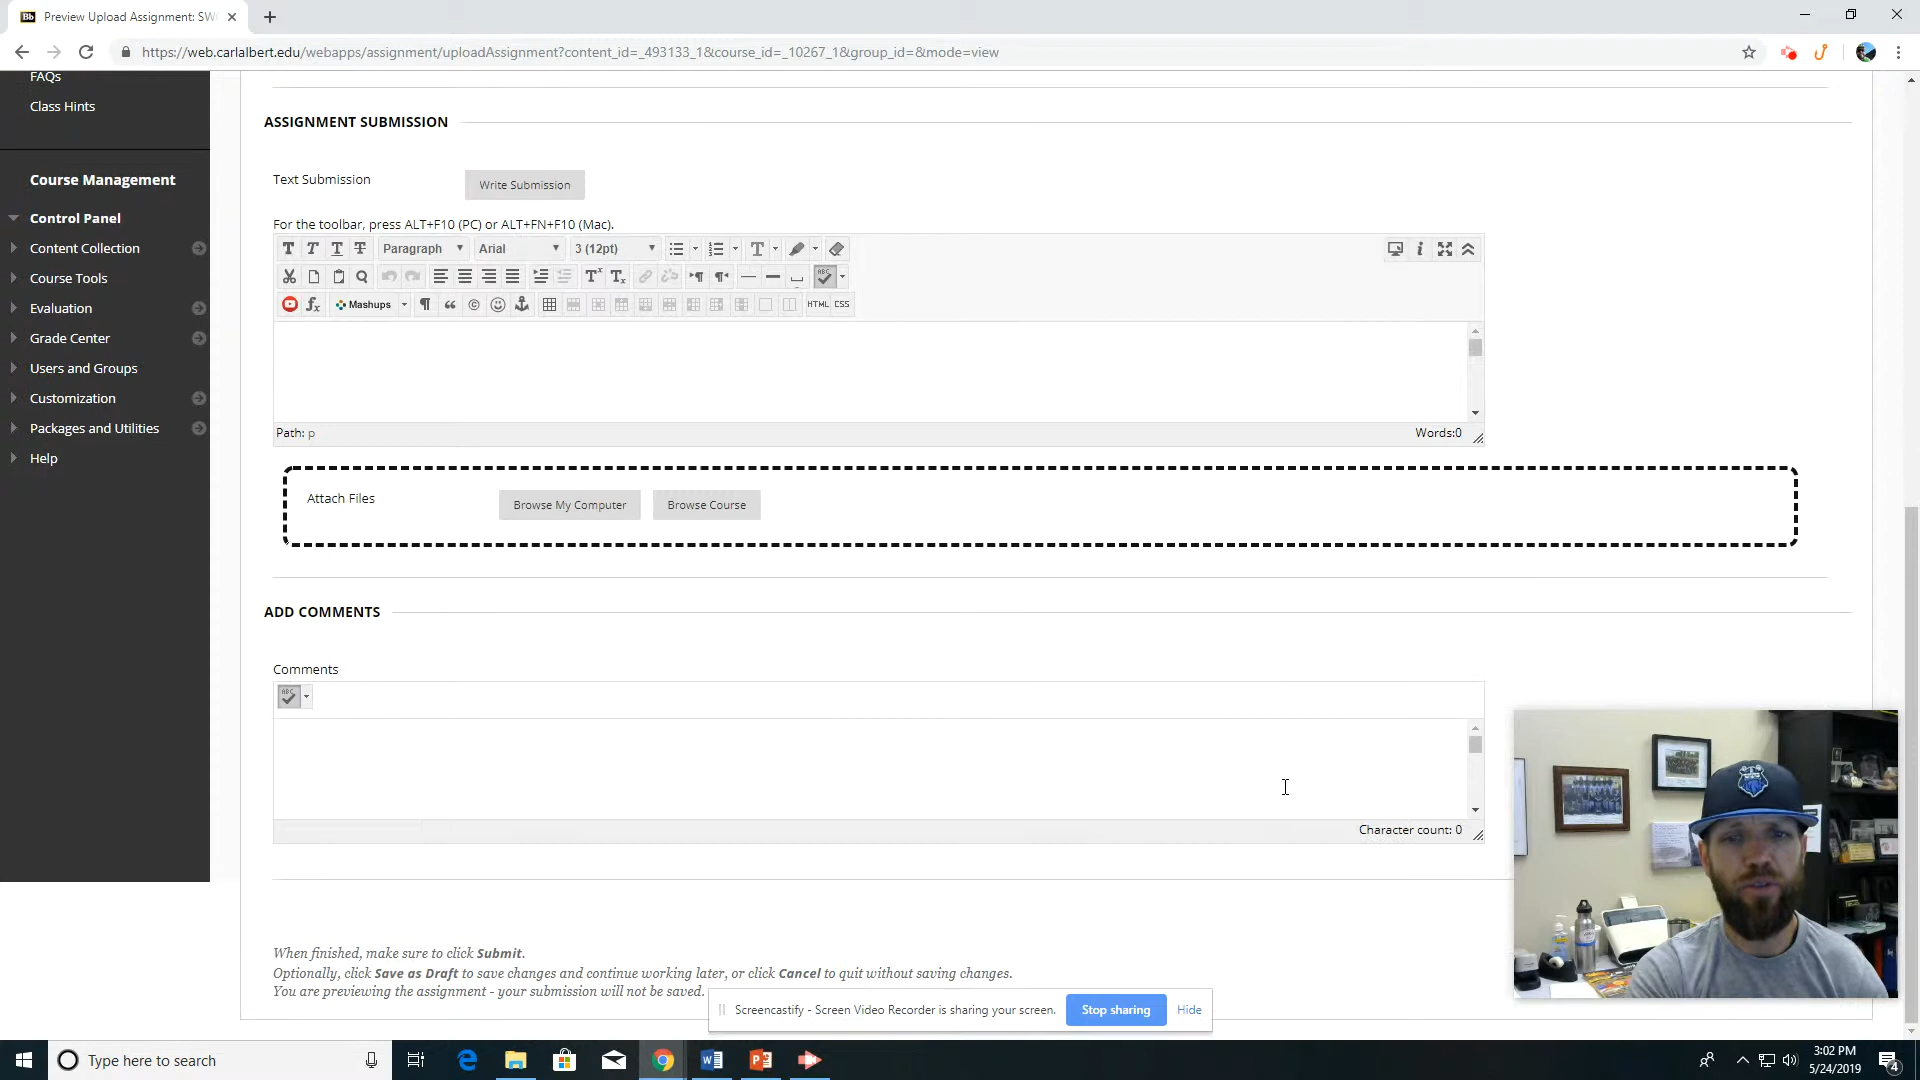 Preview Upload Assignment: SW
https://web.carlalbert.edu/webapps/assignment/uploadAssignment?content_id=_493133_1&course_id=_10267_1&group_id=&mode=view
FAQs
Class Hints
Course Management
Control Panel
Content Collection
Course Tools
Evaluation
Grade Center
Users and Groups
Customization
Packages and Utilities
Help
ASSIGNMENT SUBMISSION
Text Submission
Write Submission
For the toolbar, press ALT+F10 (PC) or ALT+FN+F10 (Mac).
T T T T Paragraph Arial 3 (12pt)
ABC
fx Mashups HTML CSS
Path: p
Words:0
Attach Files
Browse My Computer
Browse Course
ADD COMMENTS
Comments
ABC
Character count: 0
When finished, make sure to click Submit.
Optionally, click Save as Draft to save changes and continue working later, or click Cancel to quit without saving changes.
You are previewing the assignment - your submission will not be saved.
Screencastify - Screen Video Recorder is sharing your screen.
Stop sharing
Hide
Type here to search
3:02 PM
5/24/2019
4